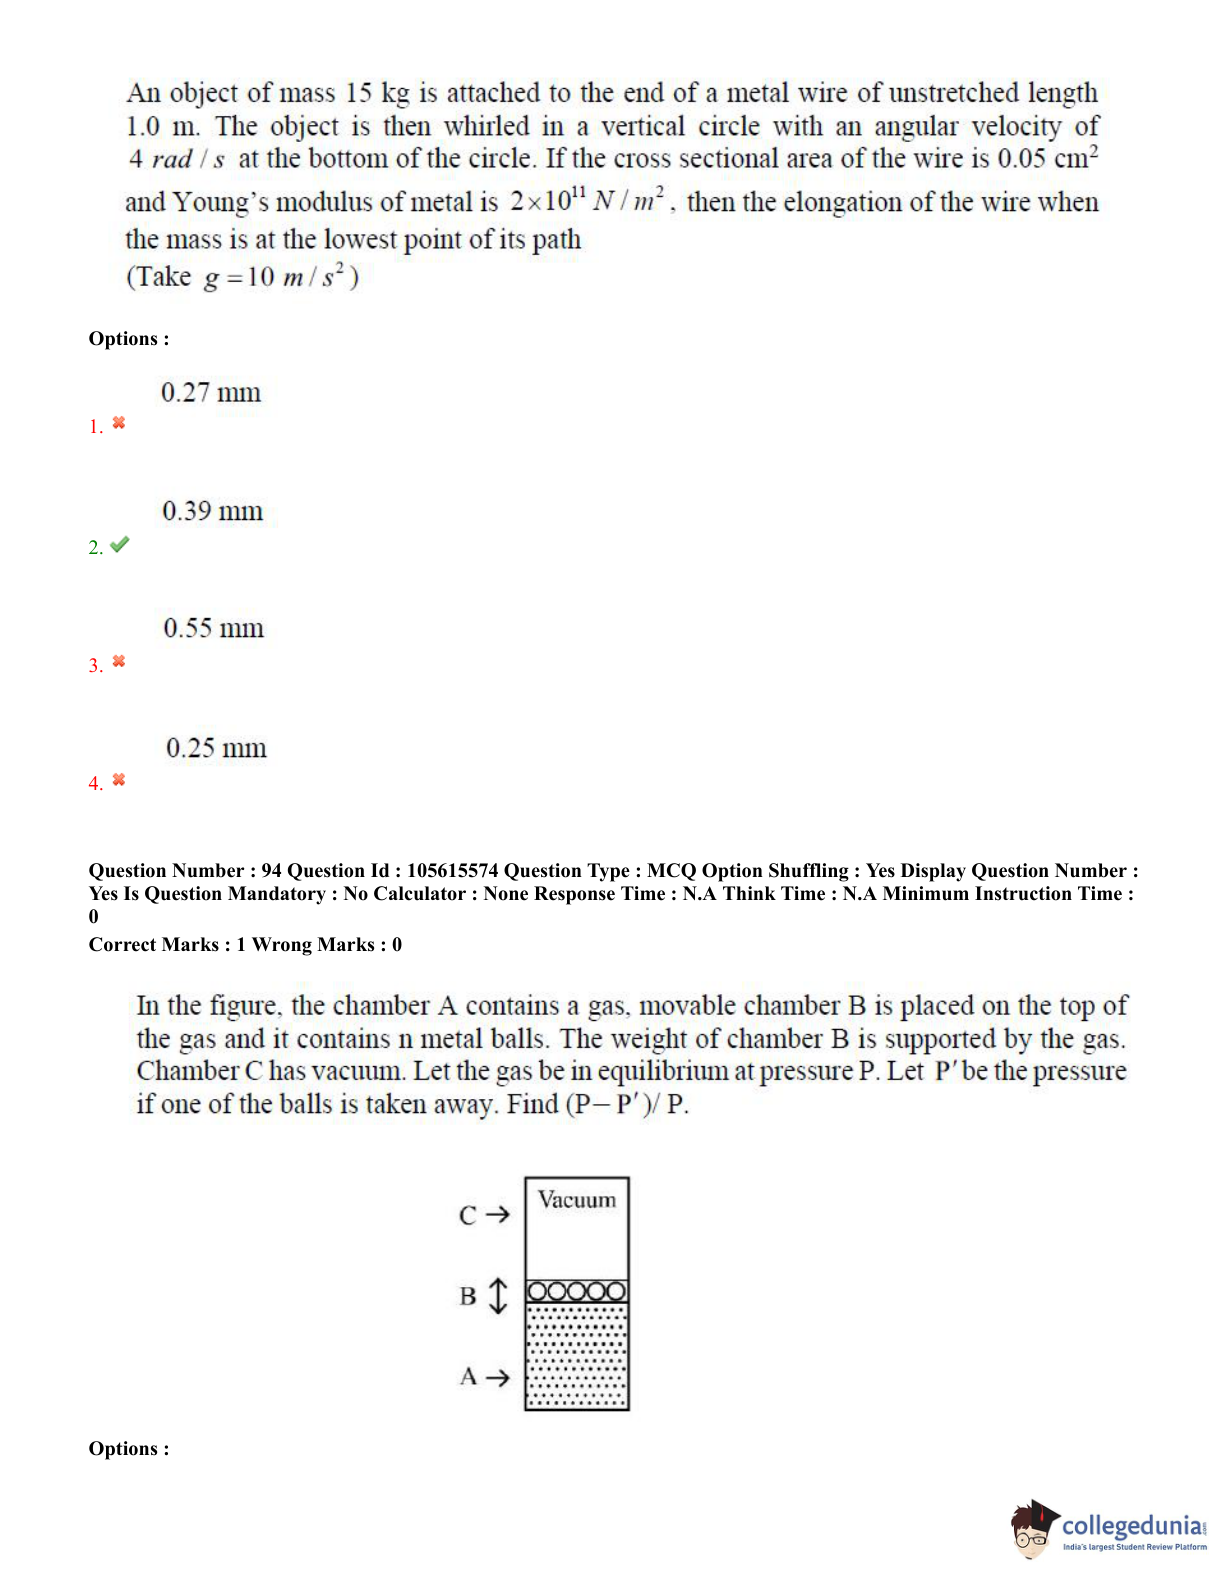 An object of mass 15 kg is attached to the end of a metal wire of unstretched length
1.0 m. The object is then whirled in a vertical circle with an angular velocity of
4 rad / s at the bottom of the circle. If the cross sectional area of the wire is 0.05 cm²
and Young's modulus of metal is 2×10¹¹ N / m², then the elongation of the wire when
the mass is at the lowest point of its path
(Take g = 10 m / s²)
Options :
0.27 mm
1.
0.39 mm
2.
0.55 mm
3.
0.25 mm
4.
Question Number : 94 Question Id : 105615574 Question Type : MCQ Option Shuffling : Yes Display Question Number :
Yes Is Question Mandatory : No Calculator : None Response Time : N.A Think Time : N.A Minimum Instruction Time :
0
Correct Marks : 1 Wrong Marks : 0
In the figure, the chamber A contains a gas, movable chamber B is placed on the top of
the gas and it contains n metal balls. The weight of chamber B is supported by the gas.
Chamber C has vacuum. Let the gas be in equilibrium at pressure P. Let P′ be the pressure
if one of the balls is taken away. Find (P− P′)/ P.
Vacuum
C →
B ↕
A →
Options :
collegedunia.com
India's largest Student Review Platform